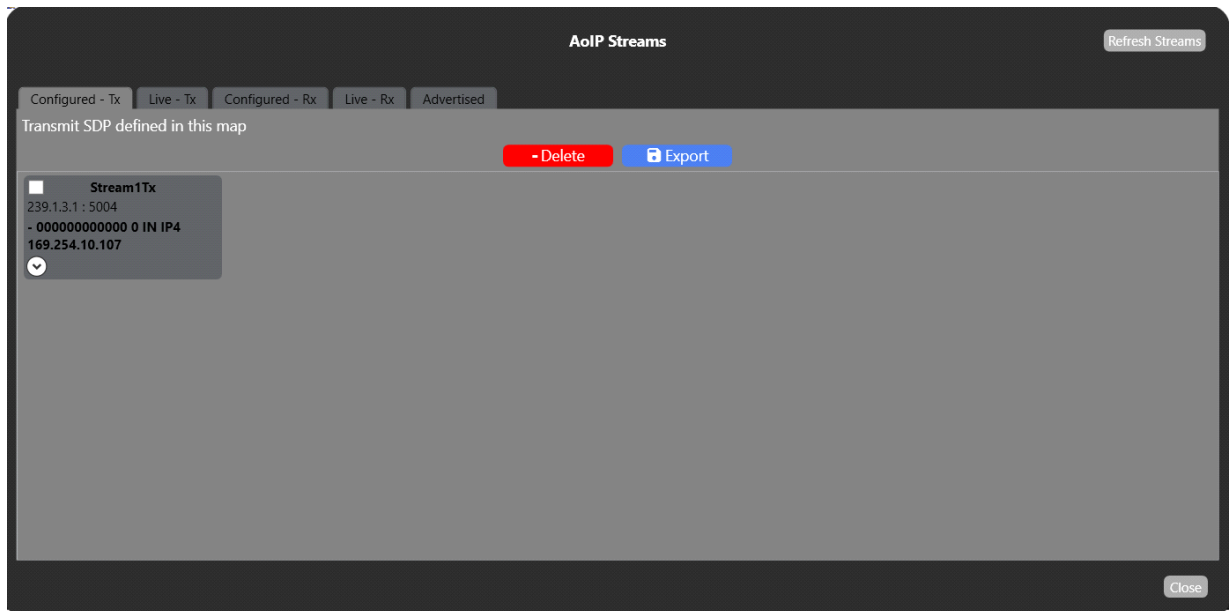 AoIP Streams
Refresh Streams
Configured - Tx
Live - Tx
Configured - Rx
Live - Rx
Advertised
Transmit SDP defined in this map
- Delete
Export
Stream1Tx
239.1.3.1 : 5004
- 000000000000 0 IN IP4
169.254.10.107
Close